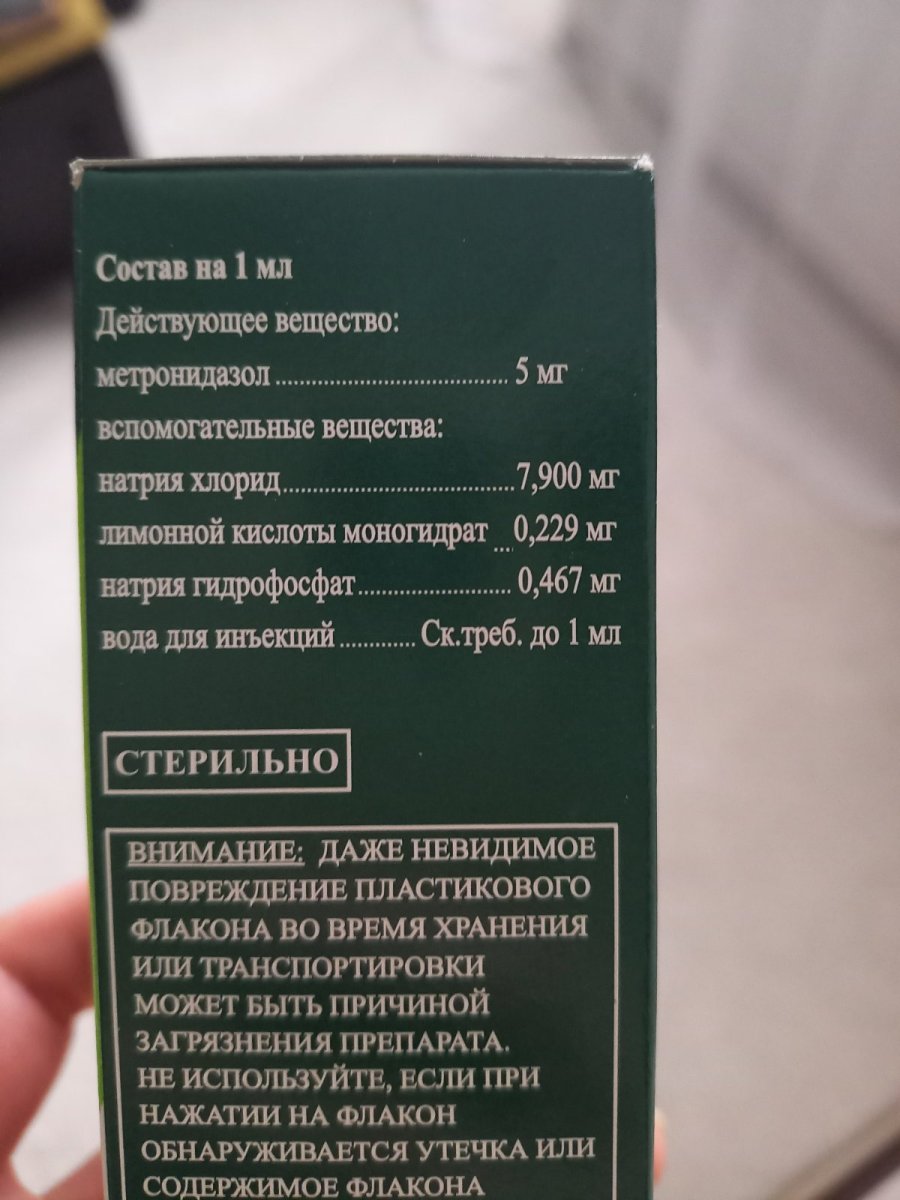 Состав на 1 мл
Действующее вещество:
метронидазол .................................. 5 мг
вспомогательные вещества:
натрия хлорид..................................7,900 мг
лимонной кислоты моногидрат ...0,229 мг
натрия гидрофосфат...................... 0,467 мг
вода для инъекций ........... Ск.треб. до 1 мл
СТЕРИЛЬНО
ВНИМАНИЕ: ДАЖЕ НЕВИДИМОЕ
ПОВРЕЖДЕНИЕ ПЛАСТИКОВОГО
ФЛАКОНА ВО ВРЕМЯ ХРАНЕНИЯ
ИЛИ ТРАНСПОРТИРОВКИ
МОЖЕТ БЫТЬ ПРИЧИНОЙ
ЗАГРЯЗНЕНИЯ ПРЕПАРАТА.
НЕ ИСПОЛЬЗУЙТЕ, ЕСЛИ ПРИ
НАЖАТИИ НА ФЛАКОН
ОБНАРУЖИВАЕТСЯ УТЕЧКА ИЛИ
СОДЕРЖИМОЕ ФЛАКОНА